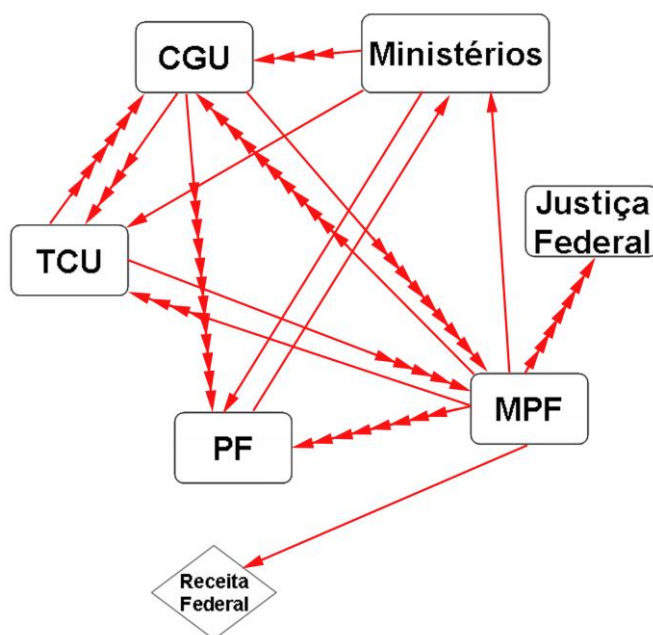 CGU
Ministérios
Justiça
Federal
TCU
MPF
PF
Receita
Federal